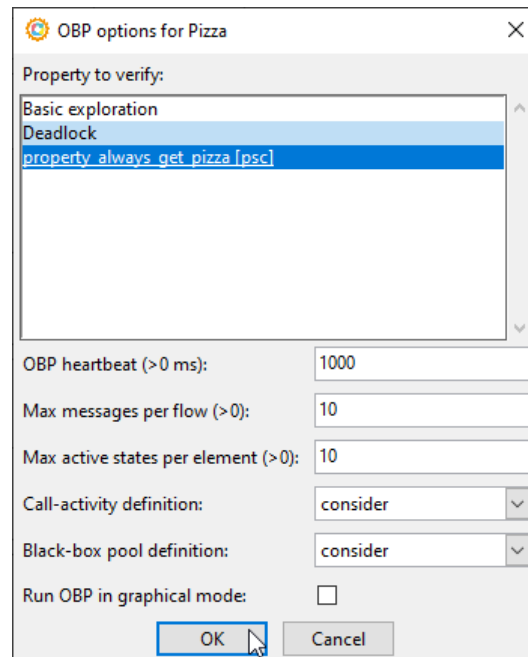 OBP options for Pizza
Property to verify:
Basic exploration
Deadlock
property_always_get_pizza [psc]
OBP heartbeat (>0 ms): 1000
Max messages per flow (>0): 10
Max active states per element (>0): 10
Call-activity definition: consider
Black-box pool definition: consider
Run OBP in graphical mode:
OK Cancel